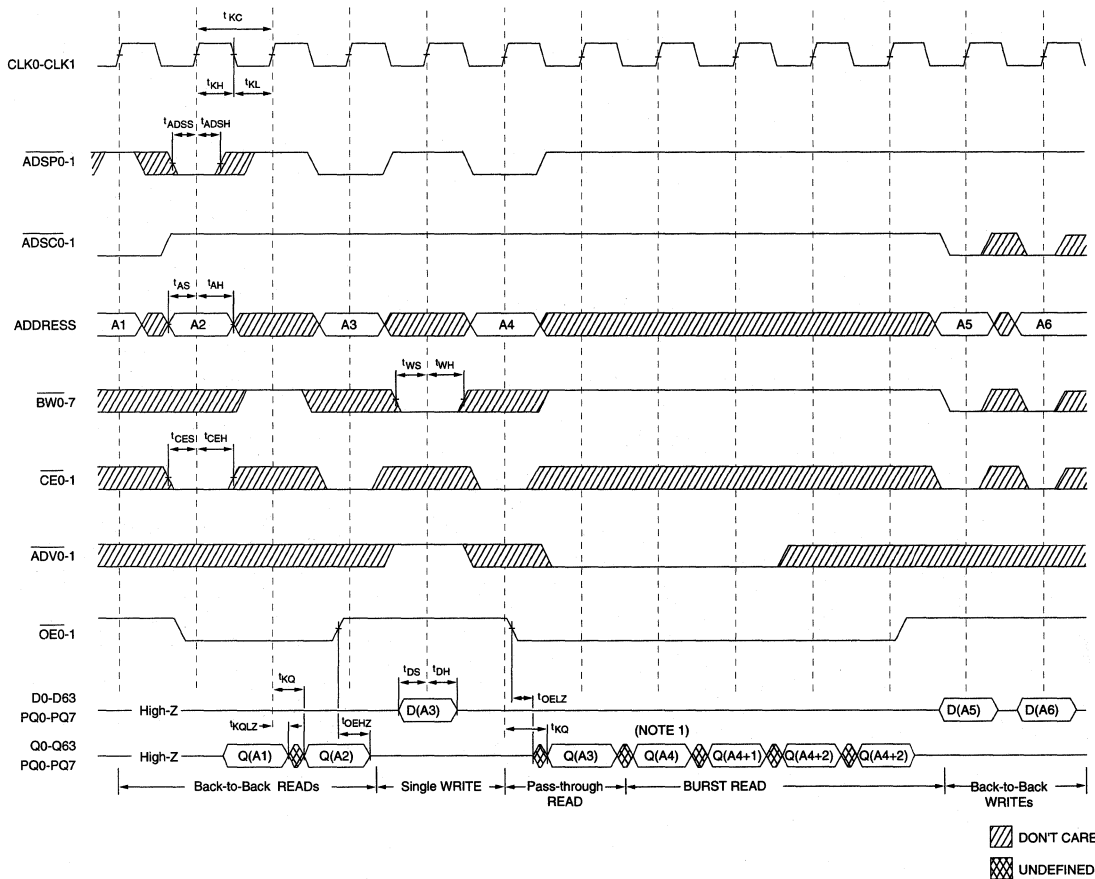 tKC
CLK0-CLK1
tKH tKL
tADSS tADSH
ADSP0-1
ADSC0-1
tAS tAH
ADDRESS A1 A2 A3 A4 A5 A6
tWS tWH
BW0-7
tCES tCEH
CE0-1
ADV0-1
OE0-1
tKQ tDS tDH tOELZ
D0-D63
PQ0-PQ7 High-Z D(A3) D(A5) D(A6)
tKQLZ tOEHZ tKQ (NOTE 1)
Q0-Q63
PQ0-PQ7 High-Z Q(A1) Q(A2) Q(A3) Q(A4) Q(A4+1) Q(A4+2) Q(A4+2)
Back-to-Back READs Single WRITE Pass-through READ BURST READ Back-to-Back WRITEs
DON'T CARE
UNDEFINED